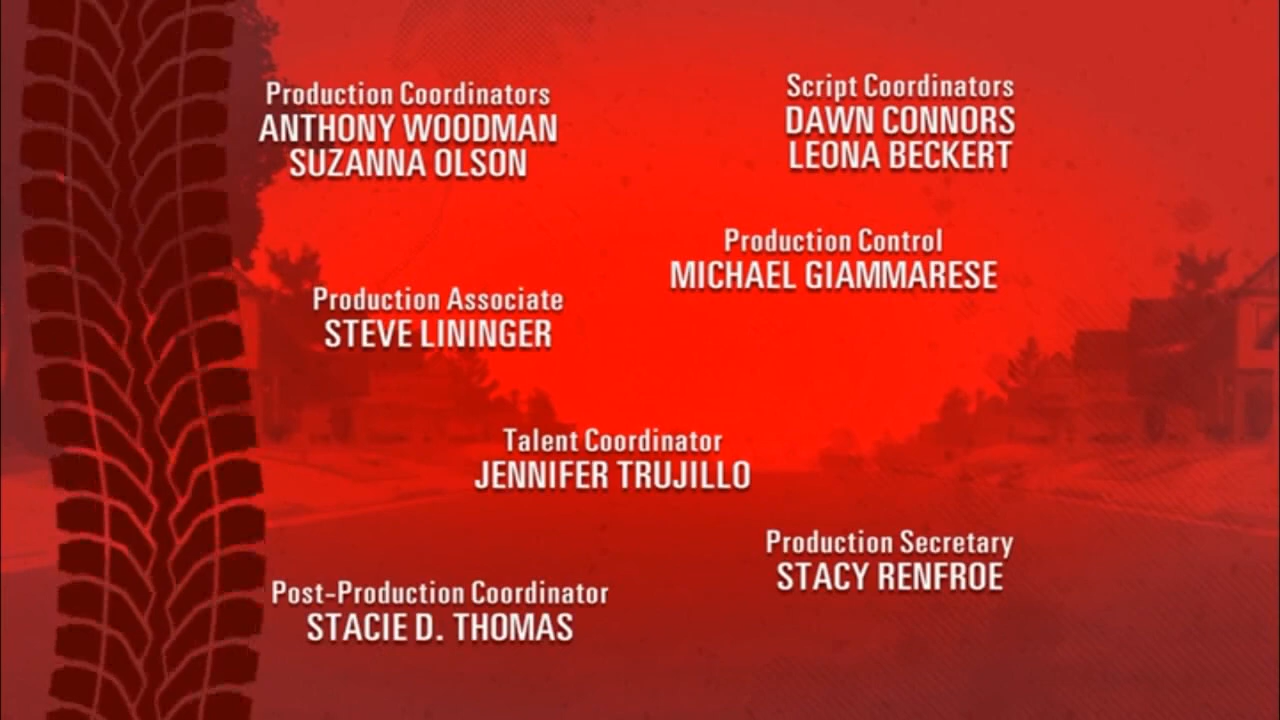 Production Coordinators
ANTHONY WOODMAN
SUZANNA OLSON
Script Coordinators
DAWN CONNORS
LEONA BECKERT
Production Control
MICHAEL GIAMMARESE
Production Associate
STEVE LININGER
Talent Coordinator
JENNIFER TRUJILLO
Production Secretary
STACY RENFROE
Post-Production Coordinator
STACIE D. THOMAS